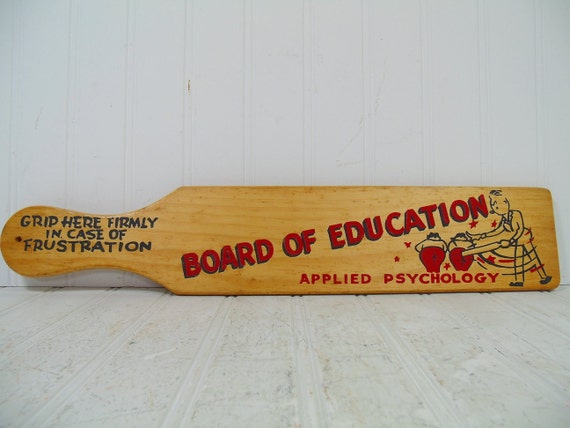 GRIP HERE FIRMLY
IN CASE OF
FRUSTRATION
BOARD OF EDUCATION
APPLIED PSYCHOLOGY